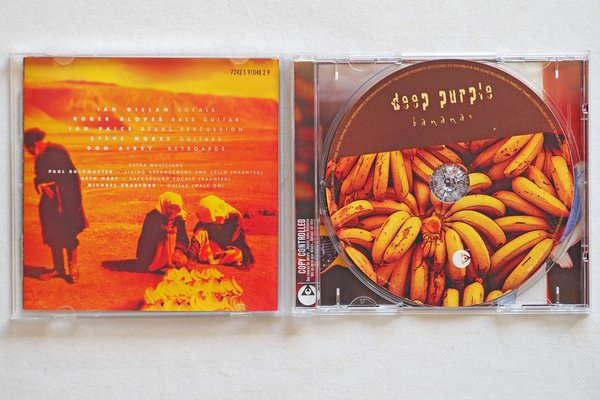 7243 5 91048 2 9
IAN GILLAN VOCALS
ROGER GLOVER BASS GUITAR
IAN PAICE DRUMS PERCUSSION
STEVE MORSE GUITARS
DON AIREY - KEYBOARDS
EXTRA MUSICIANS:
PAUL BUCKMASTER - STRING ARRANGEMENT AND CELLO (HAUNTED)
BETH HART - BACKGROUND VOCALS (HAUNTED)
MICHAEL BRADFORD - GUITAR (WALK ON)
COPY CONTROLLED
deep purple
bananas